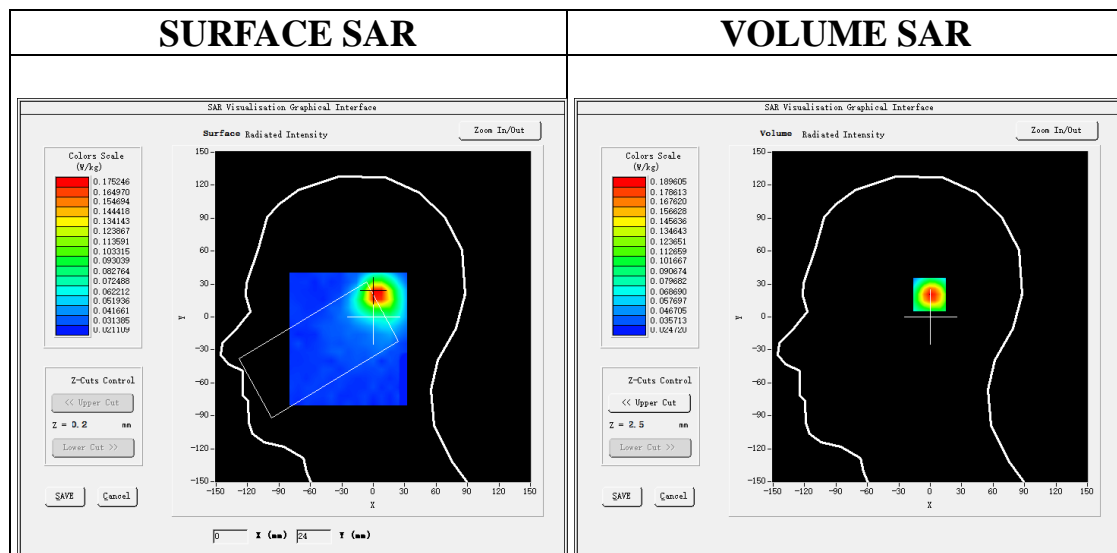 SURFACE SAR
VOLUME SAR
SAR Visualisation Graphical Interface
Surface Radiated Intensity
Zoom In/Out
Colors Scale
(W/kg)
0.175246
0.164970
0.154694
0.144418
0.134143
0.123867
0.113591
0.103315
0.093039
0.082764
0.072488
0.062212
0.051936
0.041661
0.031385
0.021109
150
120
90
60
30
0
-30
-60
-90
-120
-150
Y
-150 -120 -90 -60 -30 0 30 60 90 120 150
X
Z-Cuts Control
<< Upper Cut
Z = 0.2 mm
Lower Cut >>
SAVE Cancel
0 X (mm) 24 Y (mm)
SAR Visualisation Graphical Interface
Volume Radiated Intensity
Zoom In/Out
Colors Scale
(W/kg)
0.189605
0.178613
0.167620
0.156628
0.145636
0.134643
0.123651
0.112659
0.101667
0.090674
0.079682
0.068690
0.057697
0.046705
0.035713
0.024720
150
120
90
60
30
0
-30
-60
-90
-120
-150
Y
-150 -120 -90 -60 -30 0 30 60 90 120 150
X
Z-Cuts Control
<< Upper Cut
Z = 2.5 mm
Lower Cut >>
SAVE Cancel